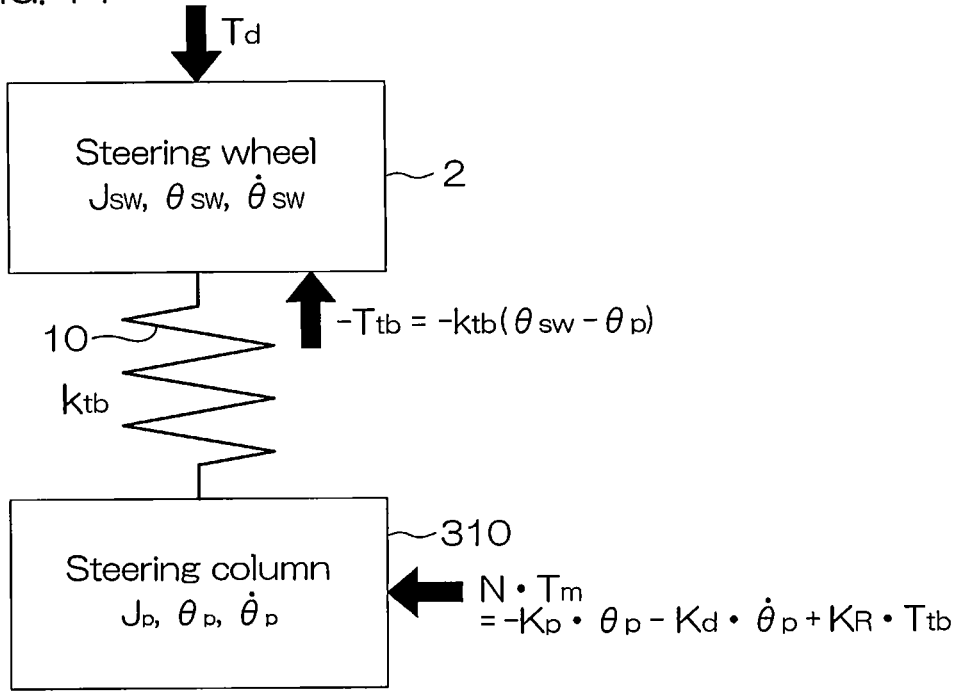 Td
Steering wheel
Jsw, θsw, θ̇sw
2
-Ttb = -ktb(θsw - θp)
10
ktb
310
Steering column
Jp, θp, θ̇p
N・Tm
= -Kp・θp - Kd・θ̇p + KR・Ttb